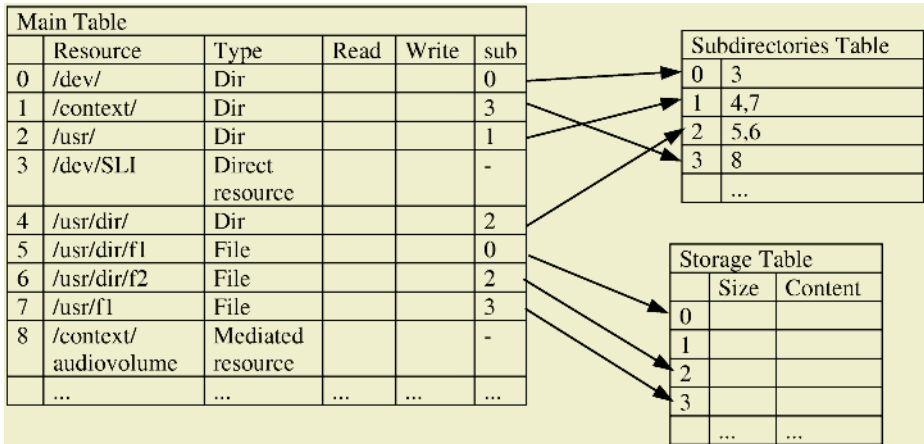 Main Table
Resource Type Read Write sub
0 /dev/ Dir 0
1 /context/ Dir 3
2 /usr/ Dir 1
3 /dev/SLI Direct -
resource
4 /usr/dir/ Dir 2
5 /usr/dir/f1 File 0
6 /usr/dir/f2 File 2
7 /usr/f1 File 3
8 /context/ Mediated -
audiovolume resource
... ... ... ... ...
Subdirectories Table
0 3
1 4,7
2 5,6
3 8
...
Storage Table
Size Content
0
1
2
3
... ...